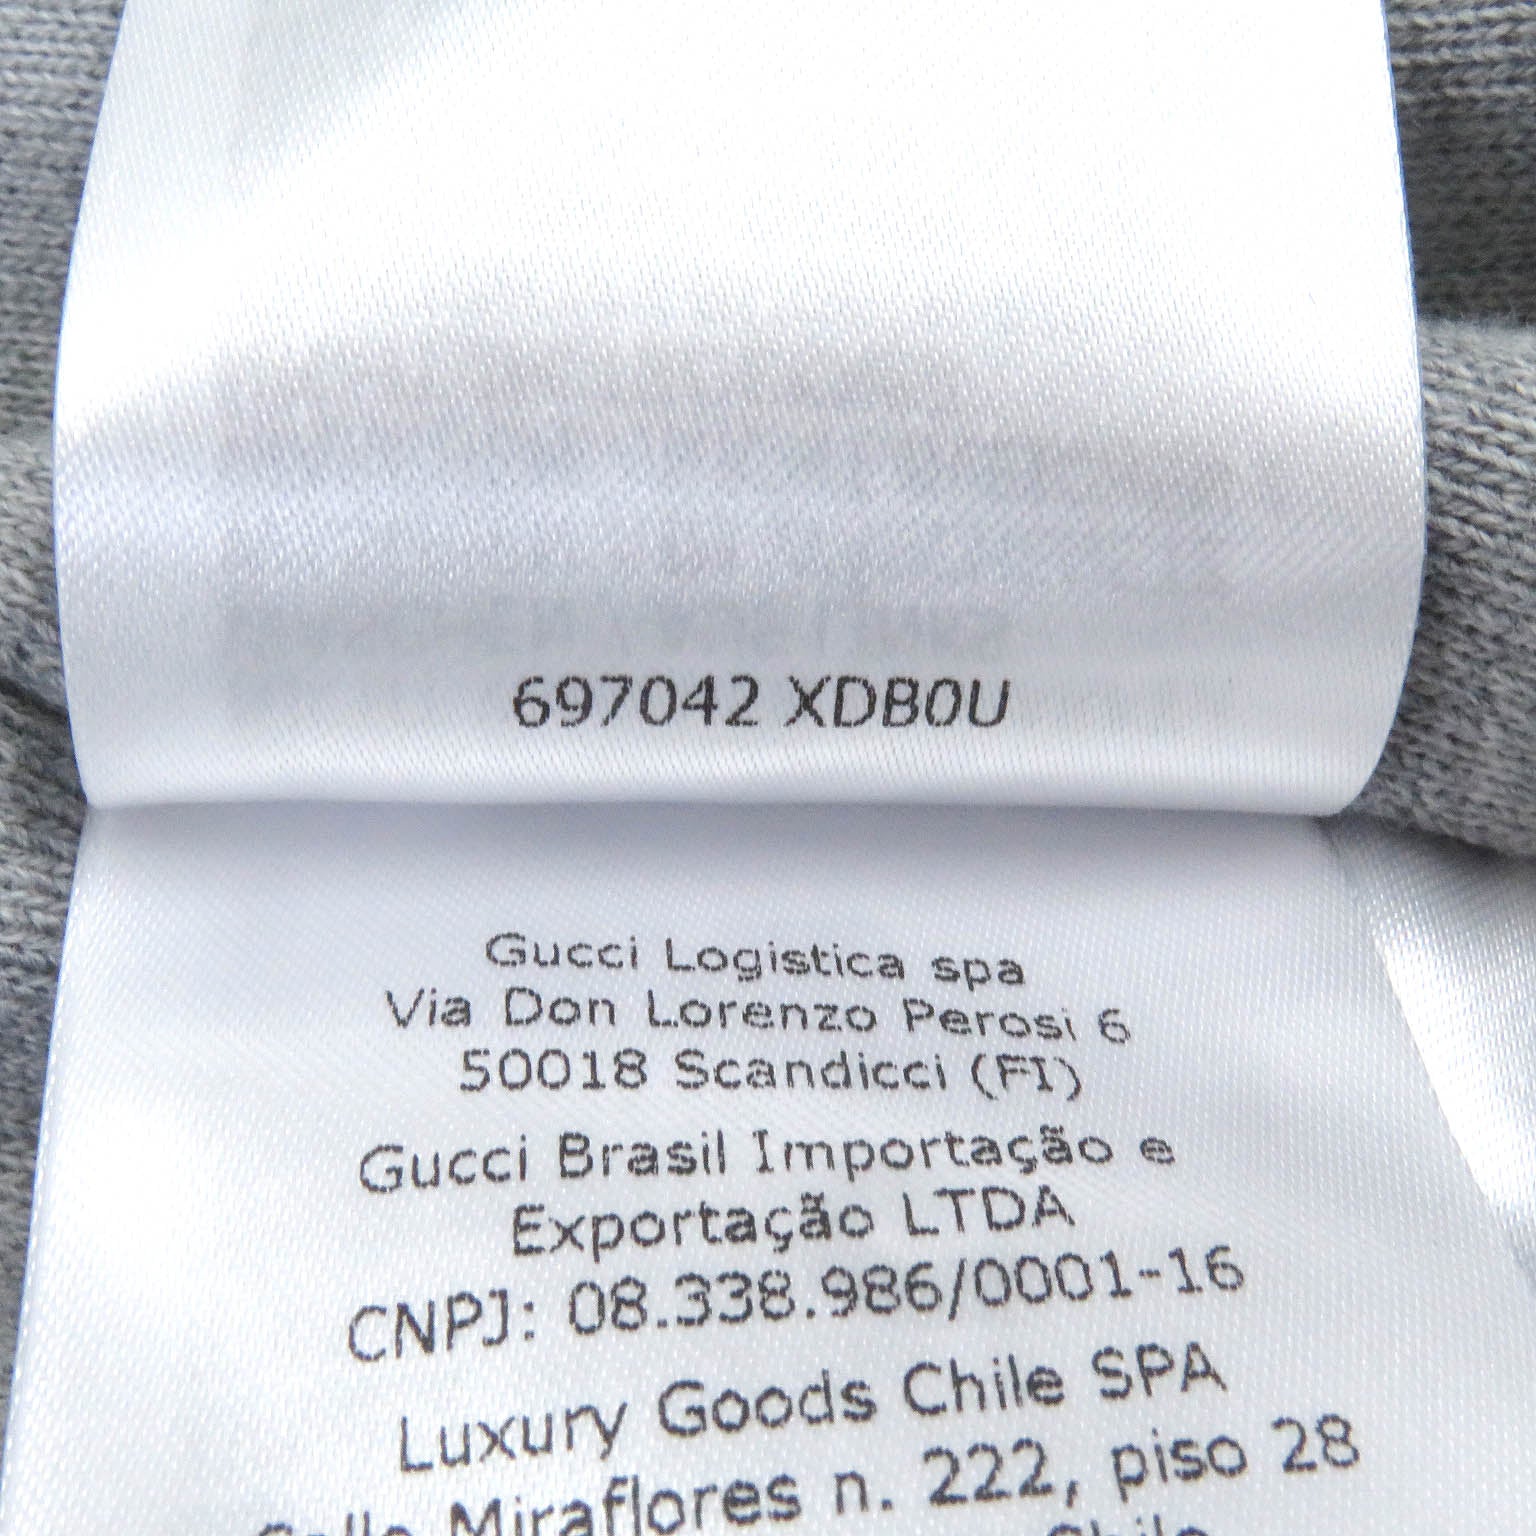 697042 XDB0U
Gucci Logistica spa
Via Don Lorenzo Perosi 6
50018 Scandicci (FI)
Gucci Brasil Importação e
Exportação LTDA
CNPJ: 08.338.986/0001-16
Luxury Goods Chile SPA
Miraflores n. 222, piso 28
Chile